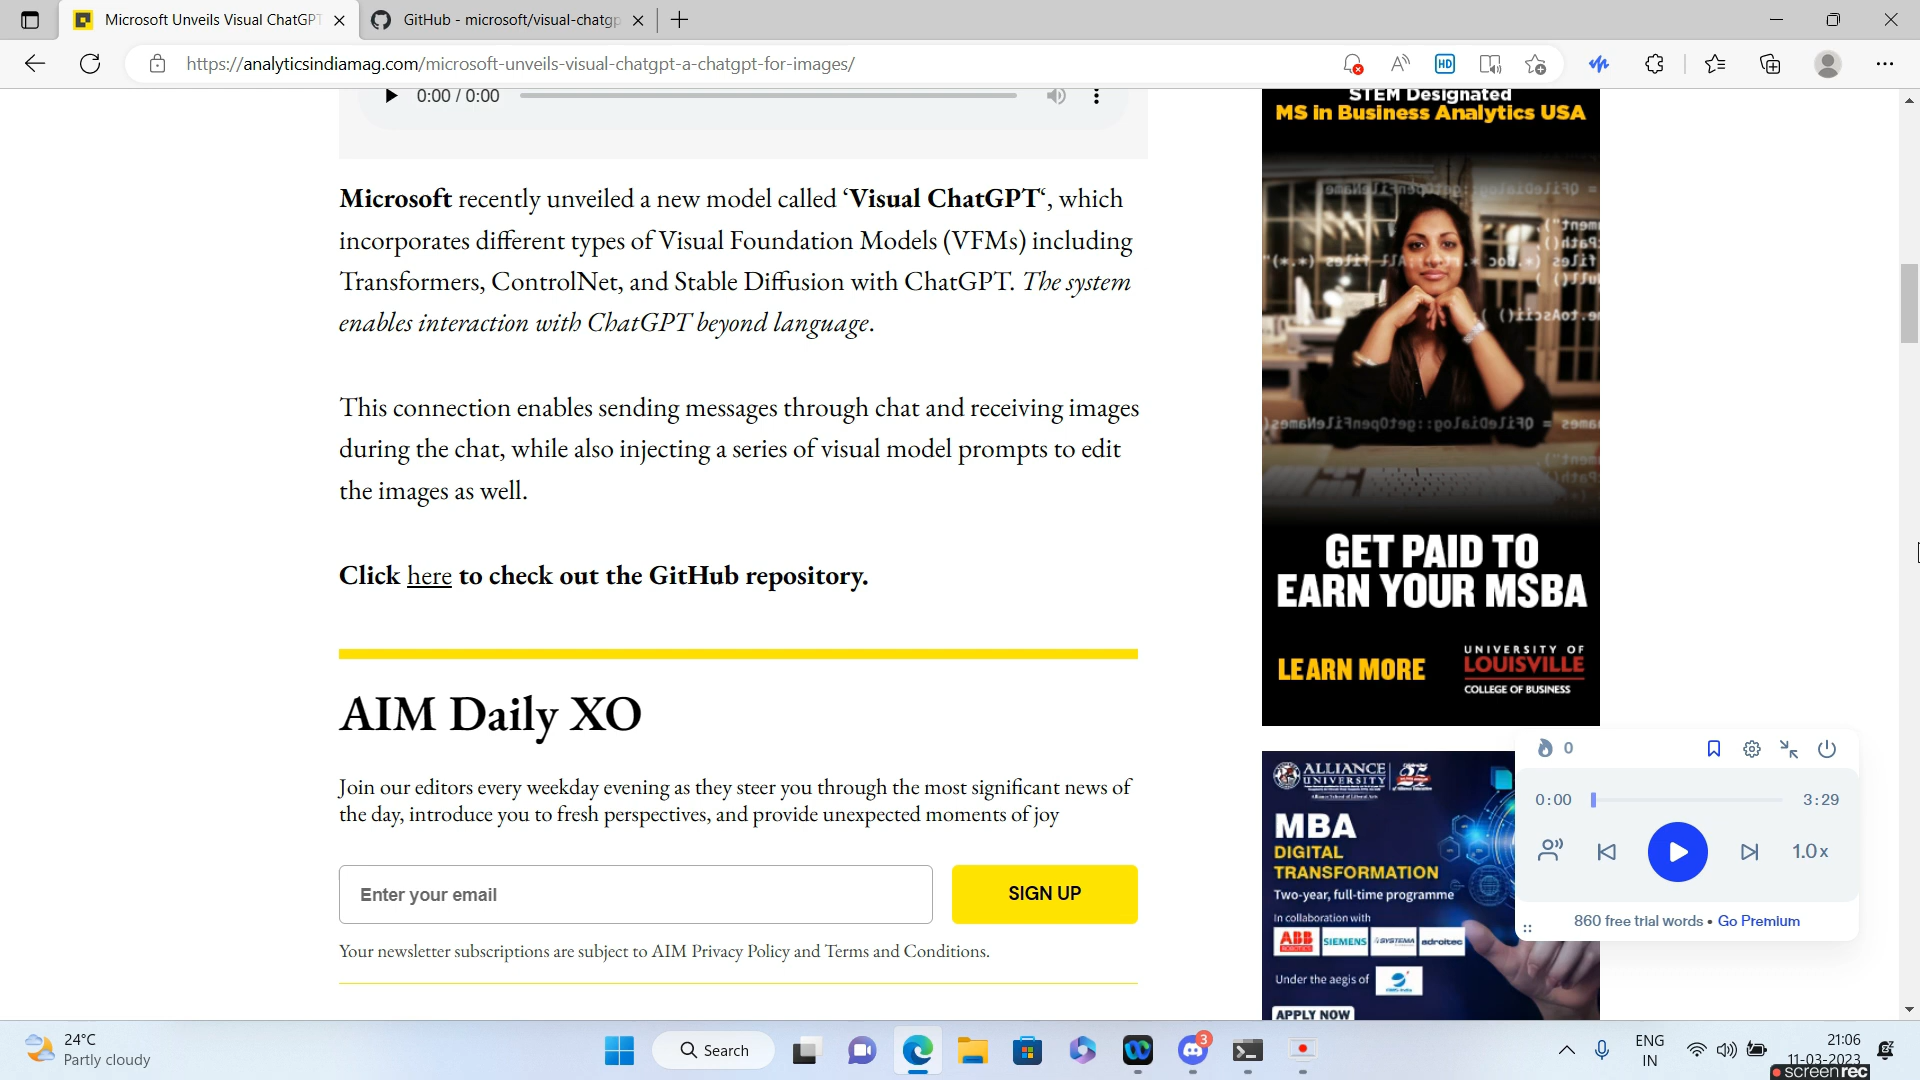 Microsoft Unveils Visual ChatGPT
GitHub - microsoft/visual-chatgp
https://analyticsindiamag.com/microsoft-unveils-visual-chatgpt-a-chatgpt-for-images/
HD
0:00 / 0:00
Microsoft recently unveiled a new model called ‘Visual ChatGPT‘, which
incorporates different types of Visual Foundation Models (VFMs) including
Transformers, ControlNet, and Stable Diffusion with ChatGPT. The system
enables interaction with ChatGPT beyond language.
This connection enables sending messages through chat and receiving images
during the chat, while also injecting a series of visual model prompts to edit
the images as well.
Click here to check out the GitHub repository.
AIM Daily XO
Join our editors every weekday evening as they steer you through the most significant news of
the day, introduce you to fresh perspectives, and provide unexpected moments of joy
Enter your email
SIGN UP
Your newsletter subscriptions are subject to AIM Privacy Policy and Terms and Conditions.
STEM Designated
MS in Business Analytics USA
GET PAID TO
EARN YOUR MSBA
LEARN MORE
UNIVERSITY OF
LOUISVILLE
COLLEGE OF BUSINESS
ALLIANCE
UNIVERSITY
MBA
DIGITAL
TRANSFORMATION
Two-year, full-time programme
In collaboration with
ABB
SIEMENS
SYSTEMA
adroitec
Under the aegis of
APPLY NOW
0
0:00
3:29
1.0x
860 free trial words • Go Premium
24°C
Partly cloudy
Search
3
ENG
IN
21:06
11-03-2023
screenrec